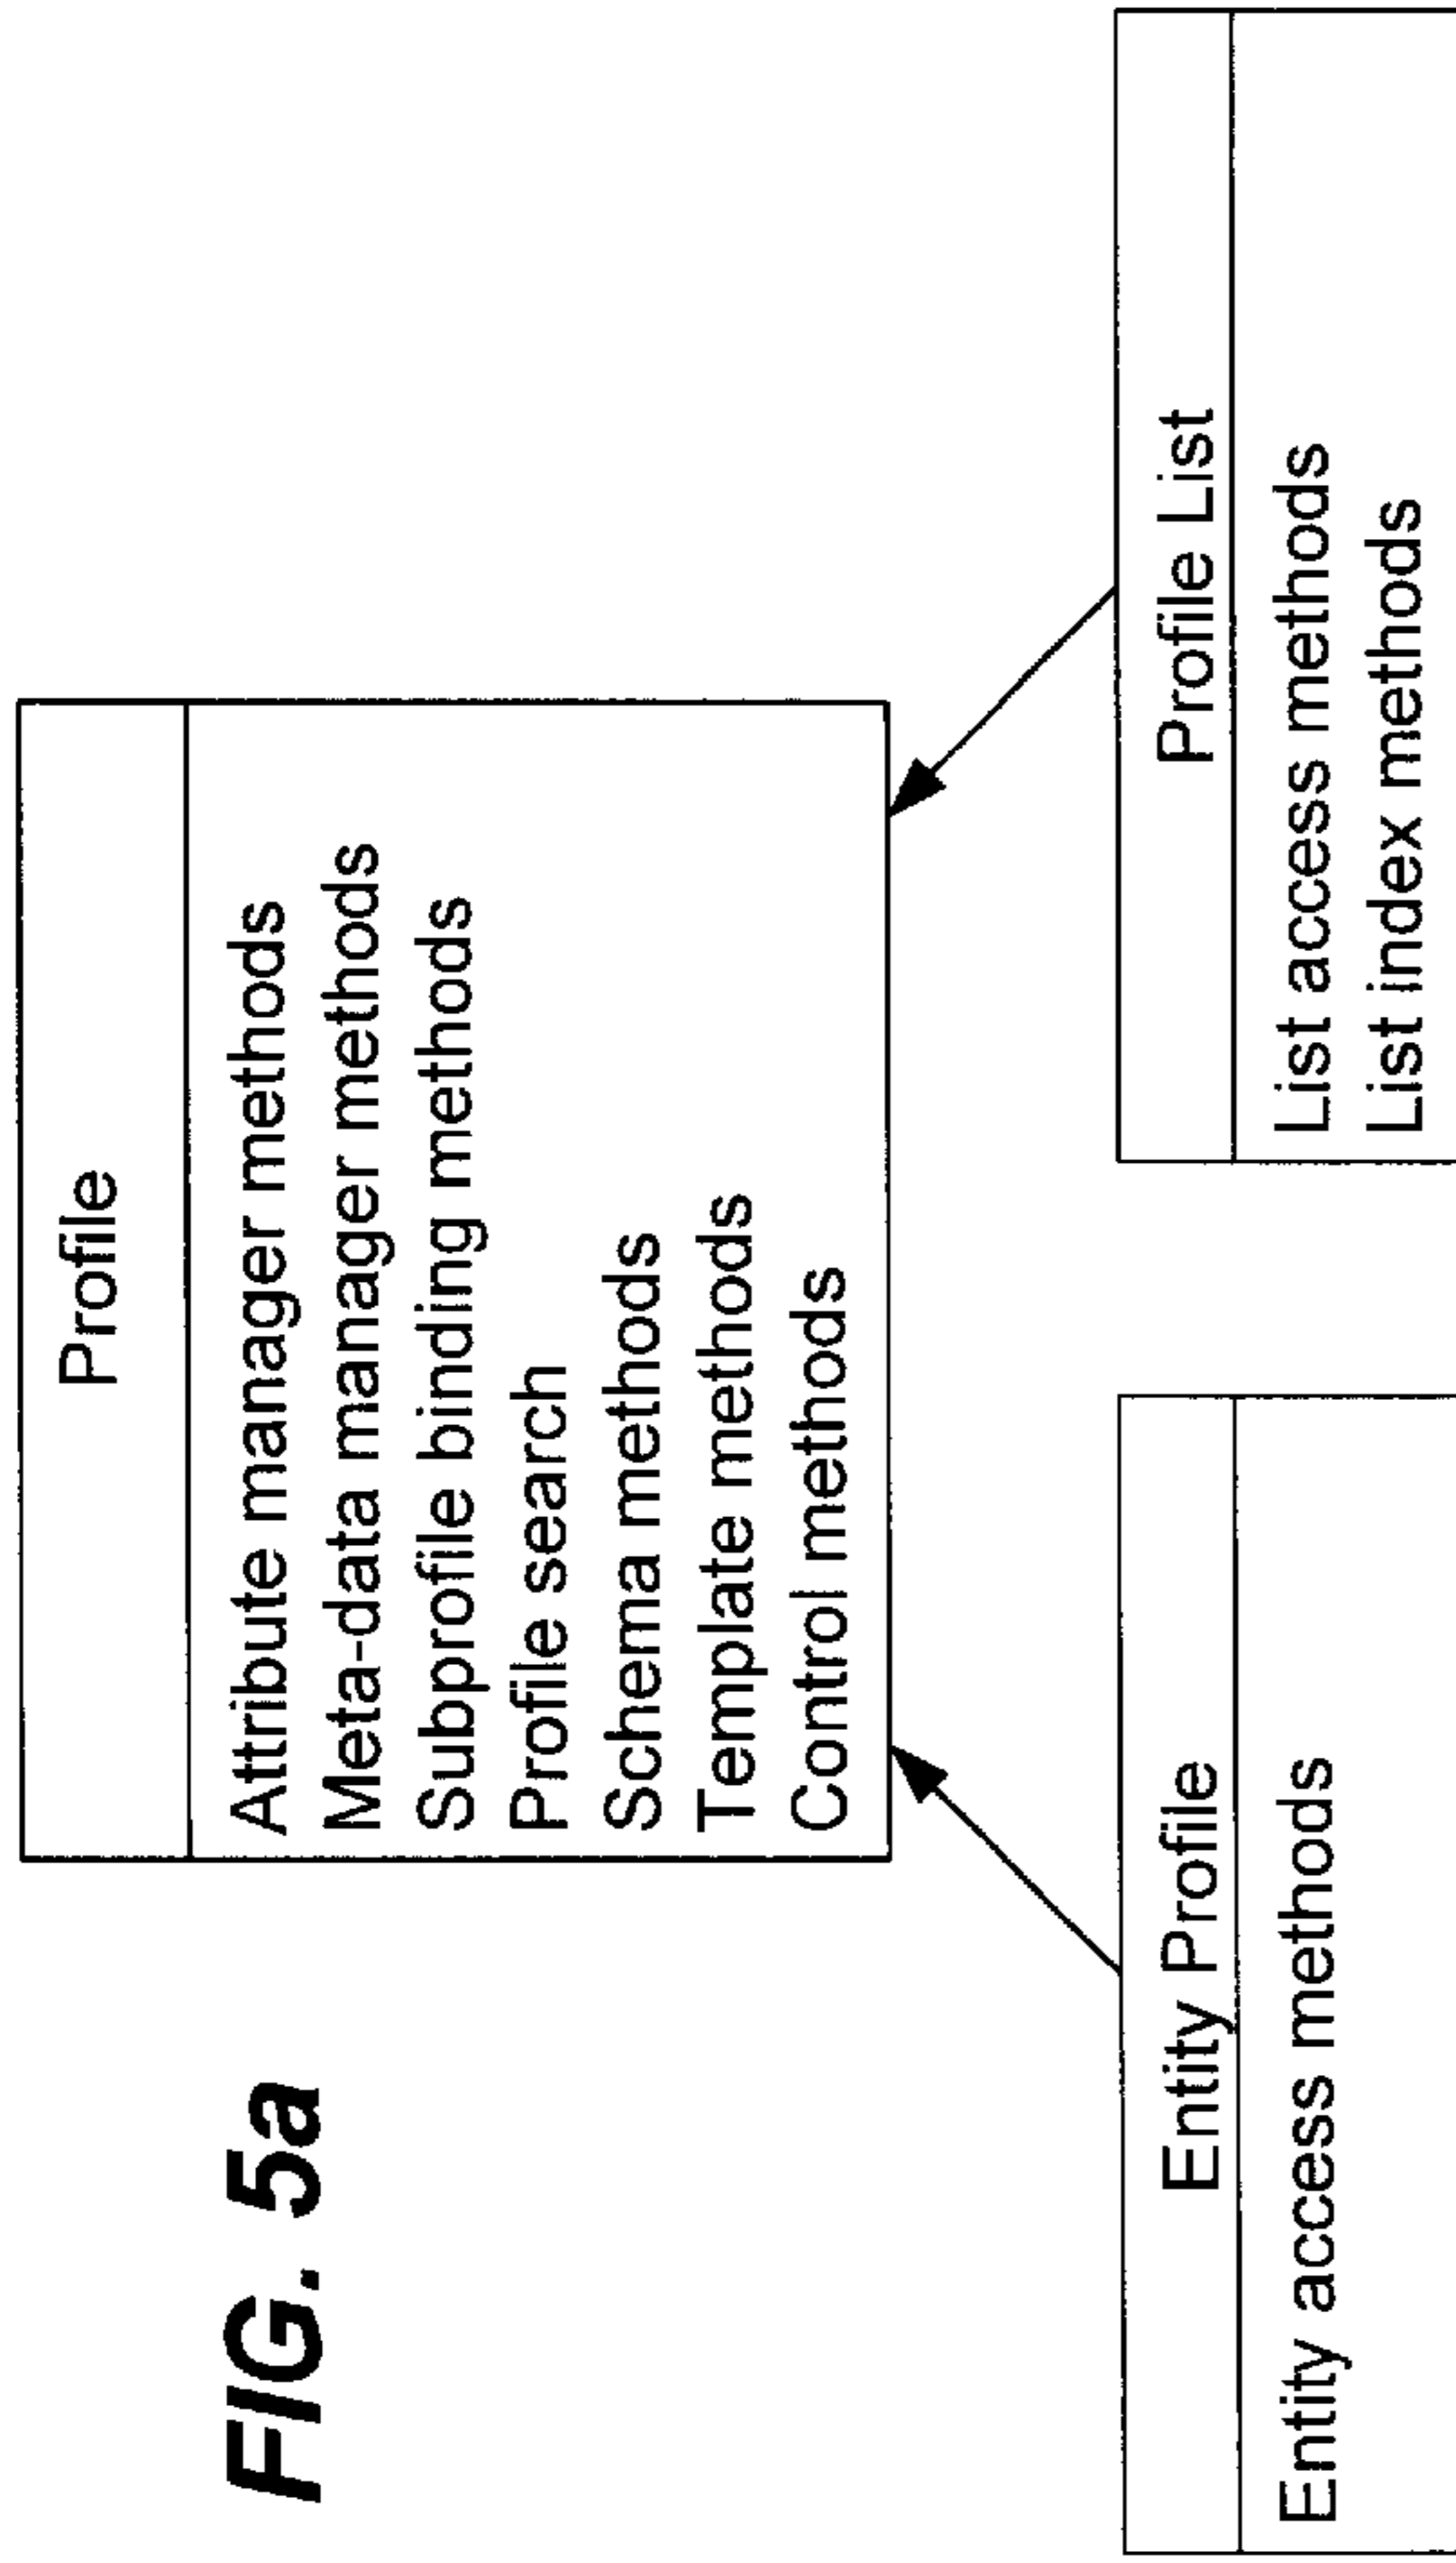 FIG. 5a
Profile
Attribute manager methods
Meta-data manager methods
Subprofile binding methods
Profile search
Schema methods
Template methods
Control methods
Entity Profile
Entity access methods
Profile List
List access methods
List index methods